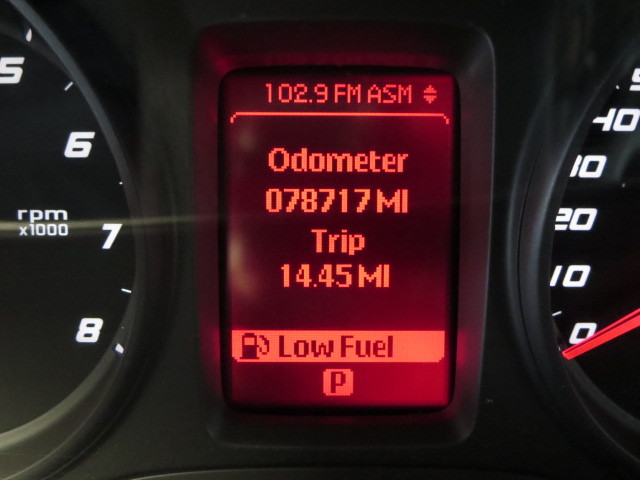 102.9 FM ASM
Odometer
078717 MI
Trip
14.45 MI
Low Fuel
P
5
6
rpm
x1000
7
8
40
20
10
0